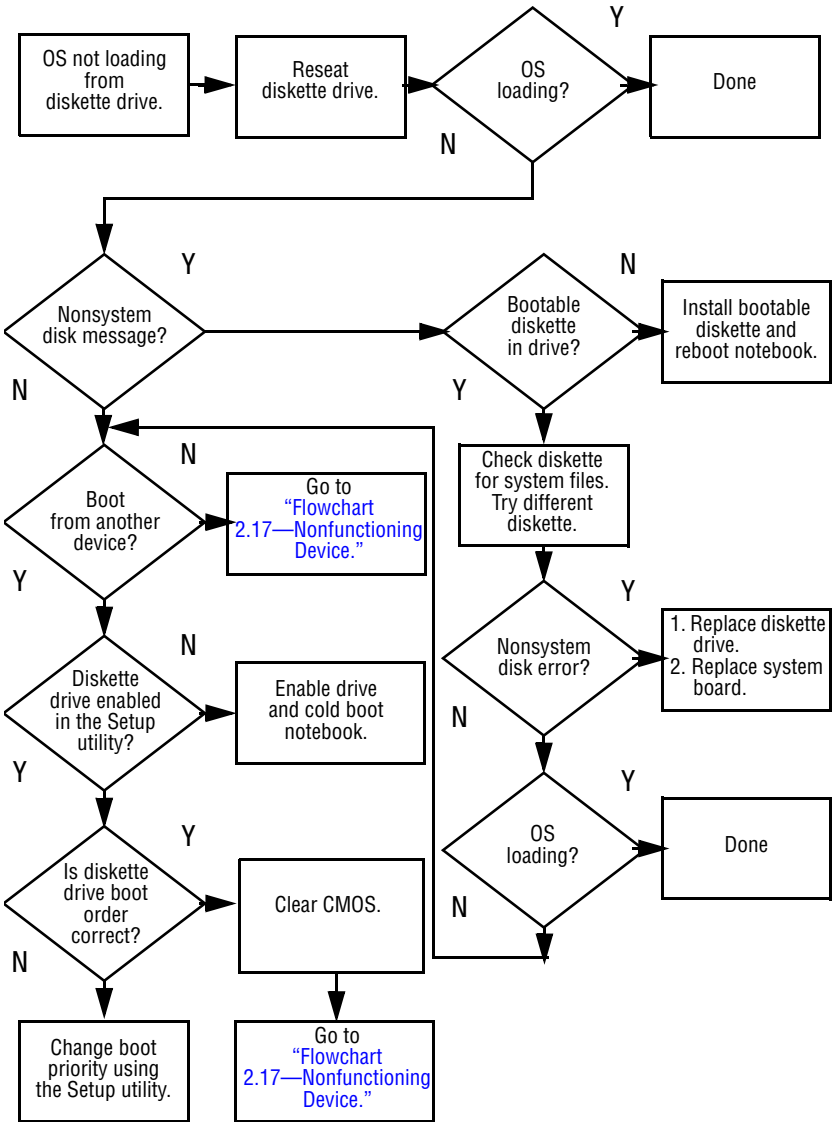 OS not loading
from
diskette drive.
Reseat
diskette drive.
OS
loading?
Y
Done
N
Nonsystem
disk message?
Y
N
Bootable
diskette
in drive?
N
Install bootable
diskette and
reboot notebook.
Y
Check diskette
for system files.
Try different
diskette.
Boot
from another
device?
N
Go to
“Flowchart
2.17—Nonfunctioning
Device.”
Y
Nonsystem
disk error?
Y
1. Replace diskette
drive.
2. Replace system
board.
N
Diskette
drive enabled
in the Setup
utility?
N
Enable drive
and cold boot
notebook.
Y
OS
loading?
Y
Done
N
Is diskette
drive boot
order
correct?
Y
Clear CMOS.
N
Change boot
priority using
the Setup utility.
Go to
“Flowchart
2.17—Nonfunctioning
Device.”